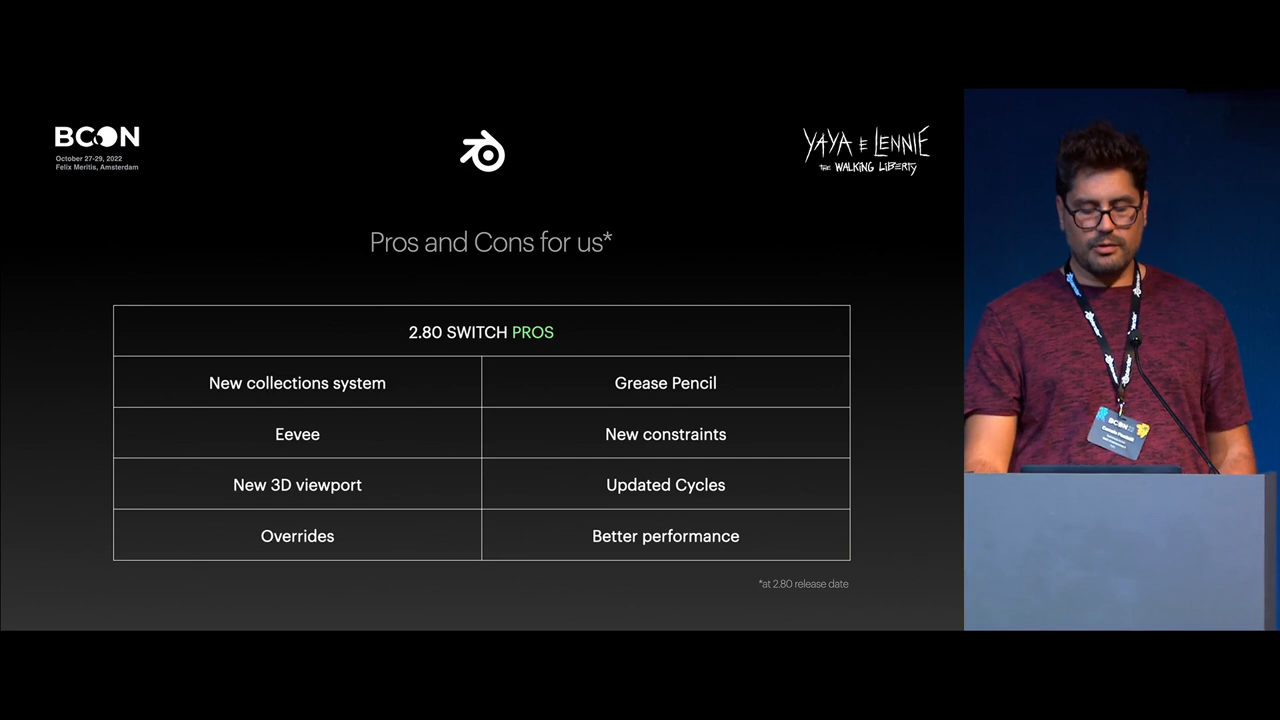 BCON
October 27-29, 2022
Felix Meritis, Amsterdam
YAYA E LENNIE
THE WALKING LIBERTY
Pros and Cons for us*
2.80 SWITCH PROS
New collections system
Grease Pencil
Eevee
New constraints
New 3D viewport
Updated Cycles
Overrides
Better performance
*at 2.80 release date
BCON